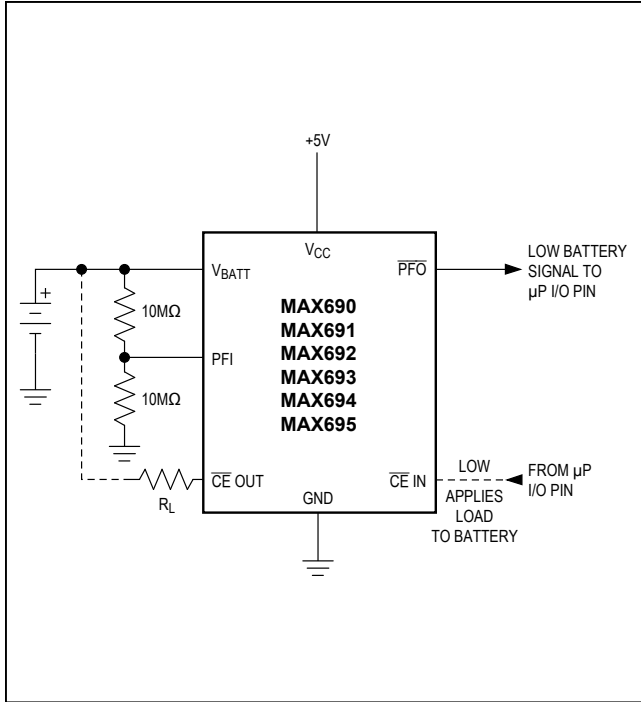 +5V
VCC
VBATT
PFO
LOW BATTERY
SIGNAL TO
µP I/O PIN
+
10MΩ
MAX690
MAX691
MAX692
MAX693
MAX694
MAX695
PFI
10MΩ
RL
CE OUT
GND
CE IN
LOW
APPLIES
LOAD
TO BATTERY
FROM µP
I/O PIN